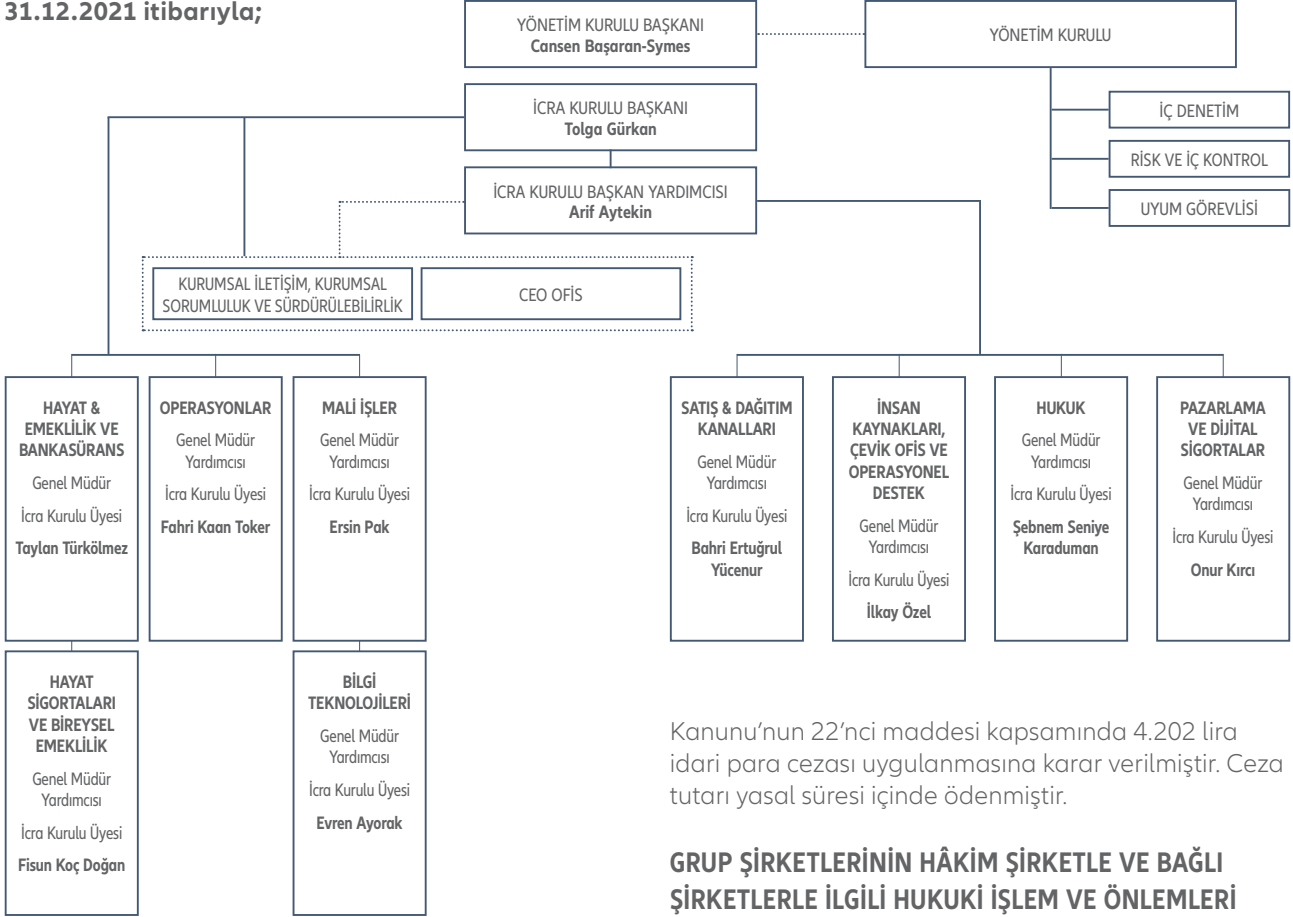 31.12.2021 itibarıyla;
YÖNETİM KURULU BAŞKANI
Cansen Başaran-Symes
YÖNETİM KURULU
İÇ DENETİM
RİSK VE İÇ KONTROL
UYUM GÖREVLİSİ
İCRA KURULU BAŞKANI
Tolga Gürkan
İCRA KURULU BAŞKAN YARDIMCISI
Arif Aytekin
KURUMSAL İLETİŞİM, KURUMSAL
SORUMLULUK VE SÜRDÜRÜLEBİLİRLİK
CEO OFİS
HAYAT &
EMEKLİLİK VE
BANKASÜRANS
Genel Müdür
İcra Kurulu Üyesi
Taylan Türkölmez
OPERASYONLAR
Genel Müdür
Yardımcısı
İcra Kurulu Üyesi
Fahri Kaan Toker
MALİ İŞLER
Genel Müdür
Yardımcısı
İcra Kurulu Üyesi
Ersin Pak
SATIŞ & DAĞITIM
KANALLARI
Genel Müdür
Yardımcısı
İcra Kurulu Üyesi
Bahri Ertuğrul
Yücenur
İNSAN
KAYNAKLARI,
ÇEVİK OFİS VE
OPERASYONEL
DESTEK
Genel Müdür
Yardımcısı
İcra Kurulu Üyesi
İlkay Özel
HUKUK
Genel Müdür
Yardımcısı
İcra Kurulu Üyesi
Şebnem Seniye
Karaduman
PAZARLAMA
VE DİJİTAL
SİGORTALAR
Genel Müdür
Yardımcısı
İcra Kurulu Üyesi
Onur Kırcı
HAYAT
SİGORTALARI
VE BİREYSEL
EMEKLİLİK
Genel Müdür
Yardımcısı
İcra Kurulu Üyesi
Fisun Koç Doğan
BİLGİ
TEKNOLOJİLERİ
Genel Müdür
Yardımcısı
İcra Kurulu Üyesi
Evren Ayorak
Kanunu’nun 22’nci maddesi kapsamında 4.202 lira
idari para cezası uygulanmasına karar verilmiştir. Ceza
tutarı yasal süresi içinde ödenmiştir.
GRUP ŞİRKETLERİNİN HÂKİM ŞİRKETLE VE BAĞLI
ŞİRKETLERLE İLGİLİ HUKUKİ İŞLEM VE ÖNLEMLERİ